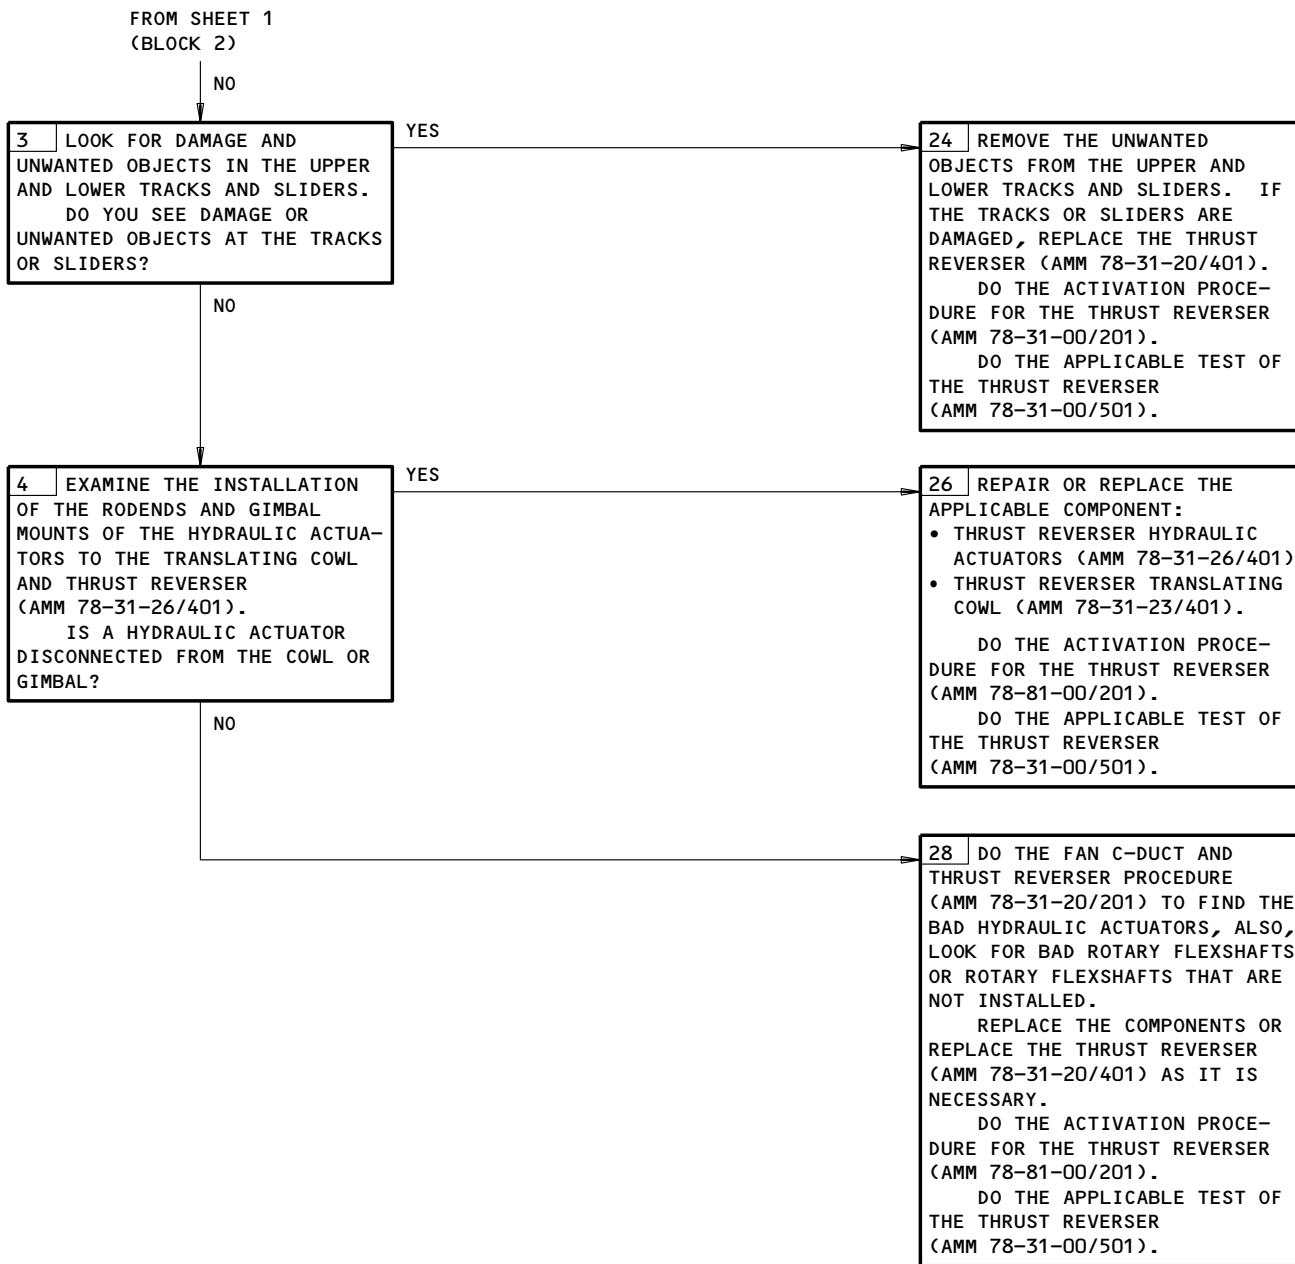 FROM SHEET 1
(BLOCK 2)
NO
3 LOOK FOR DAMAGE AND
UNWANTED OBJECTS IN THE UPPER
AND LOWER TRACKS AND SLIDERS.
DO YOU SEE DAMAGE OR
UNWANTED OBJECTS AT THE TRACKS
OR SLIDERS?
YES
24 REMOVE THE UNWANTED
OBJECTS FROM THE UPPER AND
LOWER TRACKS AND SLIDERS. IF
THE TRACKS OR SLIDERS ARE
DAMAGED, REPLACE THE THRUST
REVERSER (AMM 78-31-20/401).
DO THE ACTIVATION PROCE-
DURE FOR THE THRUST REVERSER
(AMM 78-31-00/201).
DO THE APPLICABLE TEST OF
THE THRUST REVERSER
(AMM 78-31-00/501).
NO
4 EXAMINE THE INSTALLATION
OF THE RODENDS AND GIMBAL
MOUNTS OF THE HYDRAULIC ACTUA-
TORS TO THE TRANSLATING COWL
AND THRUST REVERSER
(AMM 78-31-26/401).
IS A HYDRAULIC ACTUATOR
DISCONNECTED FROM THE COWL OR
GIMBAL?
YES
26 REPAIR OR REPLACE THE
APPLICABLE COMPONENT:
• THRUST REVERSER HYDRAULIC
ACTUATORS (AMM 78-31-26/401)
• THRUST REVERSER TRANSLATING
COWL (AMM 78-31-23/401).
DO THE ACTIVATION PROCE-
DURE FOR THE THRUST REVERSER
(AMM 78-81-00/201).
DO THE APPLICABLE TEST OF
THE THRUST REVERSER
(AMM 78-31-00/501).
NO
28 DO THE FAN C-DUCT AND
THRUST REVERSER PROCEDURE
(AMM 78-31-20/201) TO FIND THE
BAD HYDRAULIC ACTUATORS, ALSO,
LOOK FOR BAD ROTARY FLEXSHAFTS
OR ROTARY FLEXSHAFTS THAT ARE
NOT INSTALLED.
REPLACE THE COMPONENTS OR
REPLACE THE THRUST REVERSER
(AMM 78-31-20/401) AS IT IS
NECESSARY.
DO THE ACTIVATION PROCE-
DURE FOR THE THRUST REVERSER
(AMM 78-81-00/201).
DO THE APPLICABLE TEST OF
THE THRUST REVERSER
(AMM 78-31-00/501).